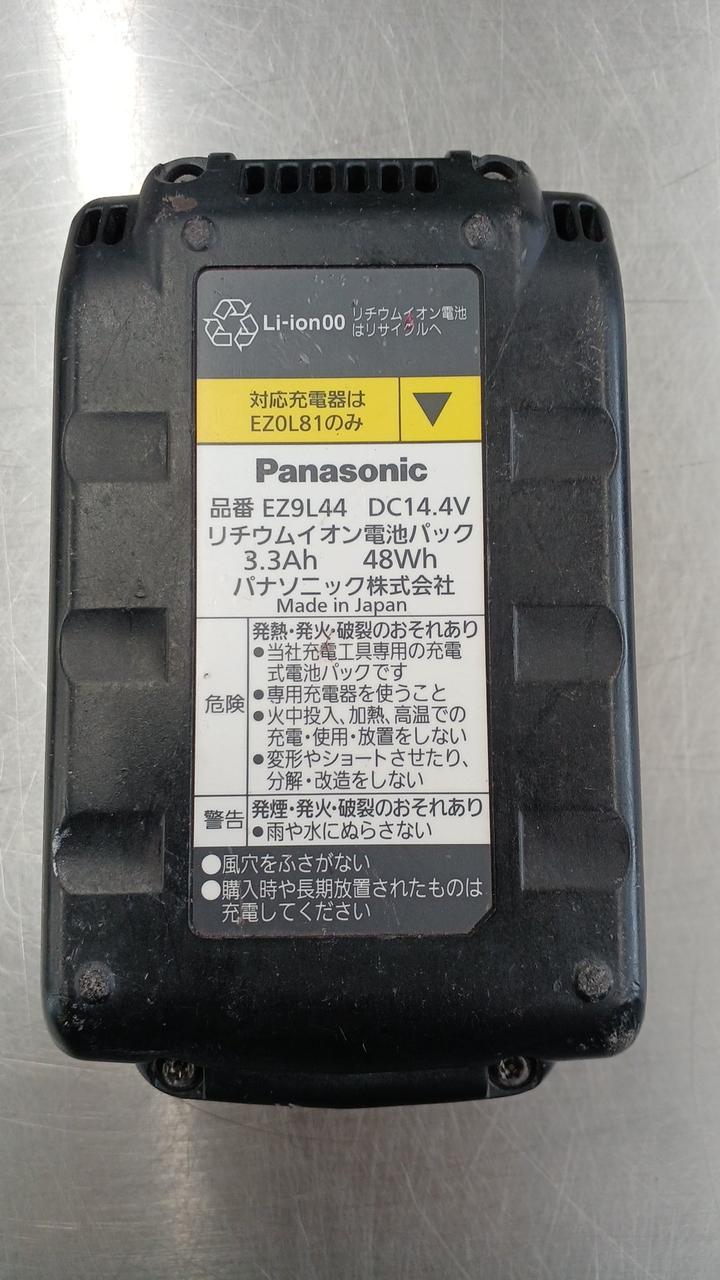 Li-ion00
リチウムイオン電池
はリサイクルへ
対応充電器は
EZ0L81のみ
Panasonic
品番 EZ9L44 DC14.4V
リチウムイオン電池パック
3.3Ah 48Wh
パナソニック株式会社
Made in Japan
危険
発熱・発火・破裂のおそれあり
●当社充電工具専用の充電
式電池パックです
●専用充電器を使うこと
●火中投入、加熱、高温での
充電・使用・放置をしない
●変形やショートさせたり、
分解・改造をしない
警告
発煙・発火・破裂のおそれあり
●雨や水にぬらさない
●風穴をふさがない
●購入時や長期放置されたものは
充電してください